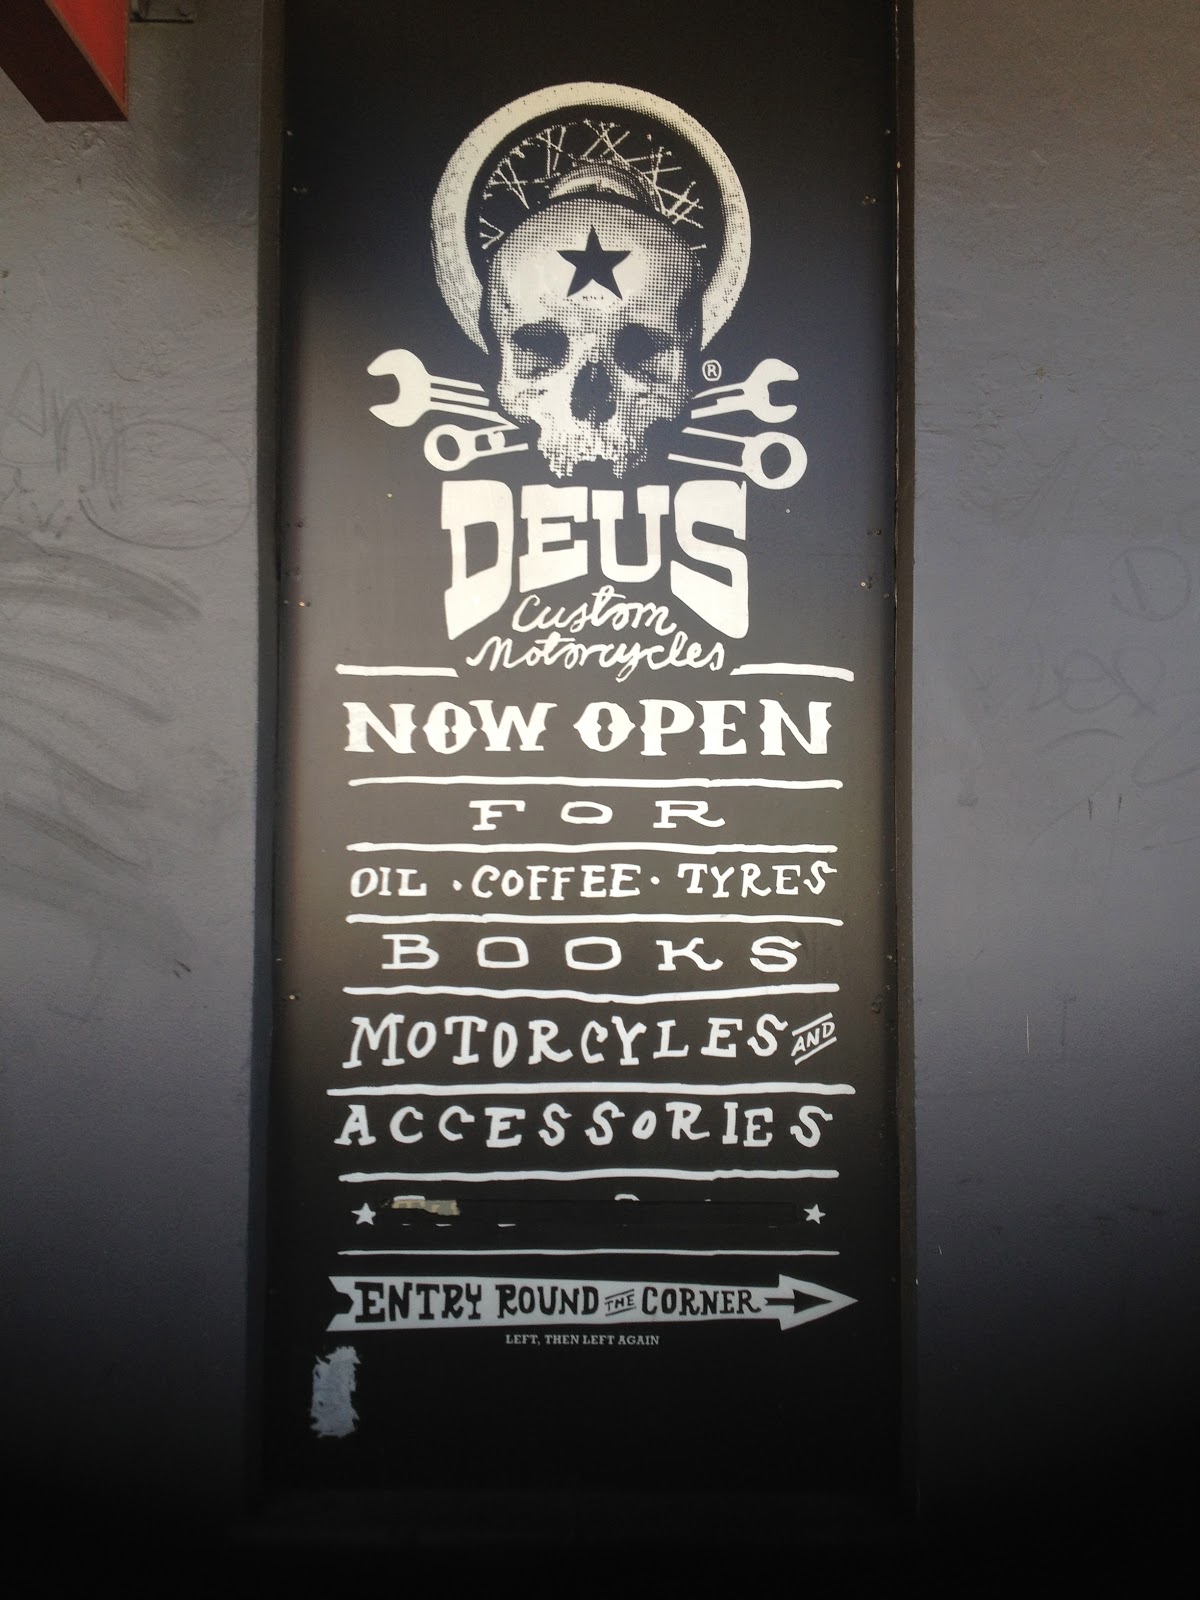 ®
DEUS
Custom
Motorcycles
NOW OPEN
FOR
OIL · COFFEE · TYRES
BOOKS
MOTORCYLES AND
ACCESSORIES
ENTRY ROUND THE CORNER
LEFT, THEN LEFT AGAIN